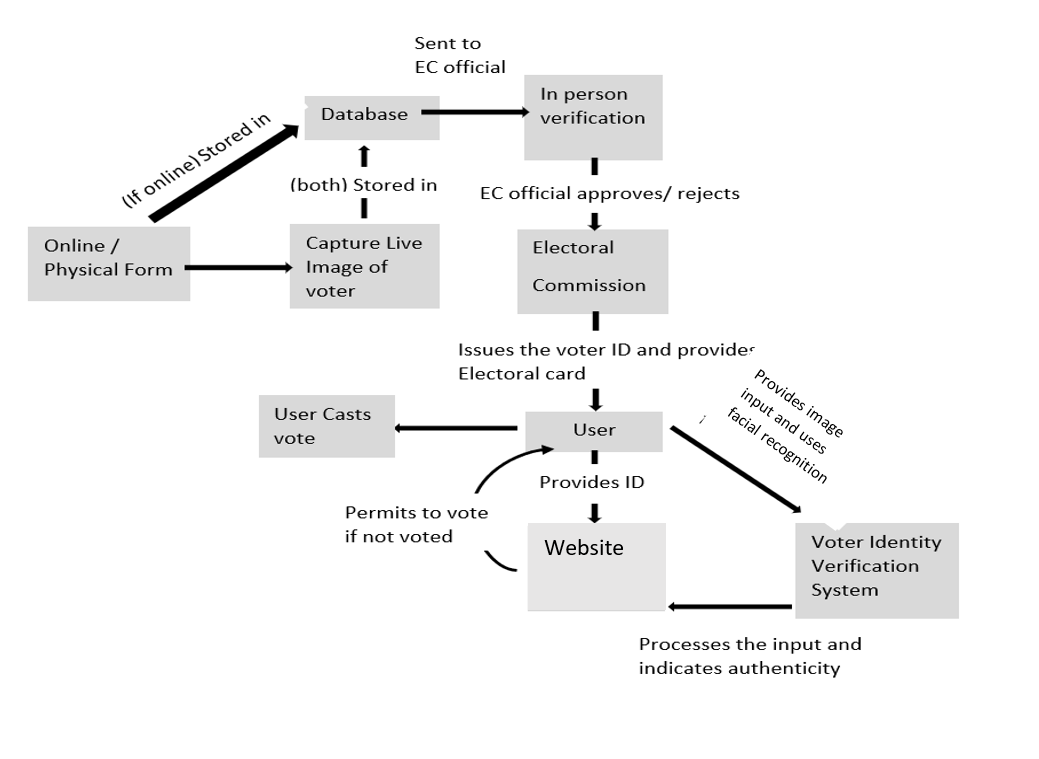 Sent to
EC official
In person
verification
Database
(If online) Stored in
(both) Stored in
EC official approves/ rejects
Online /
Physical Form
Capture Live
Image of
voter
Electoral
Commission
Issues the voter ID and provides
Electoral card
Provides image
input and uses
facial recognition
i
User Casts
vote
User
Provides ID
Permits to vote
if not voted
Website
Voter Identity
Verification
System
Processes the input and
indicates authenticity